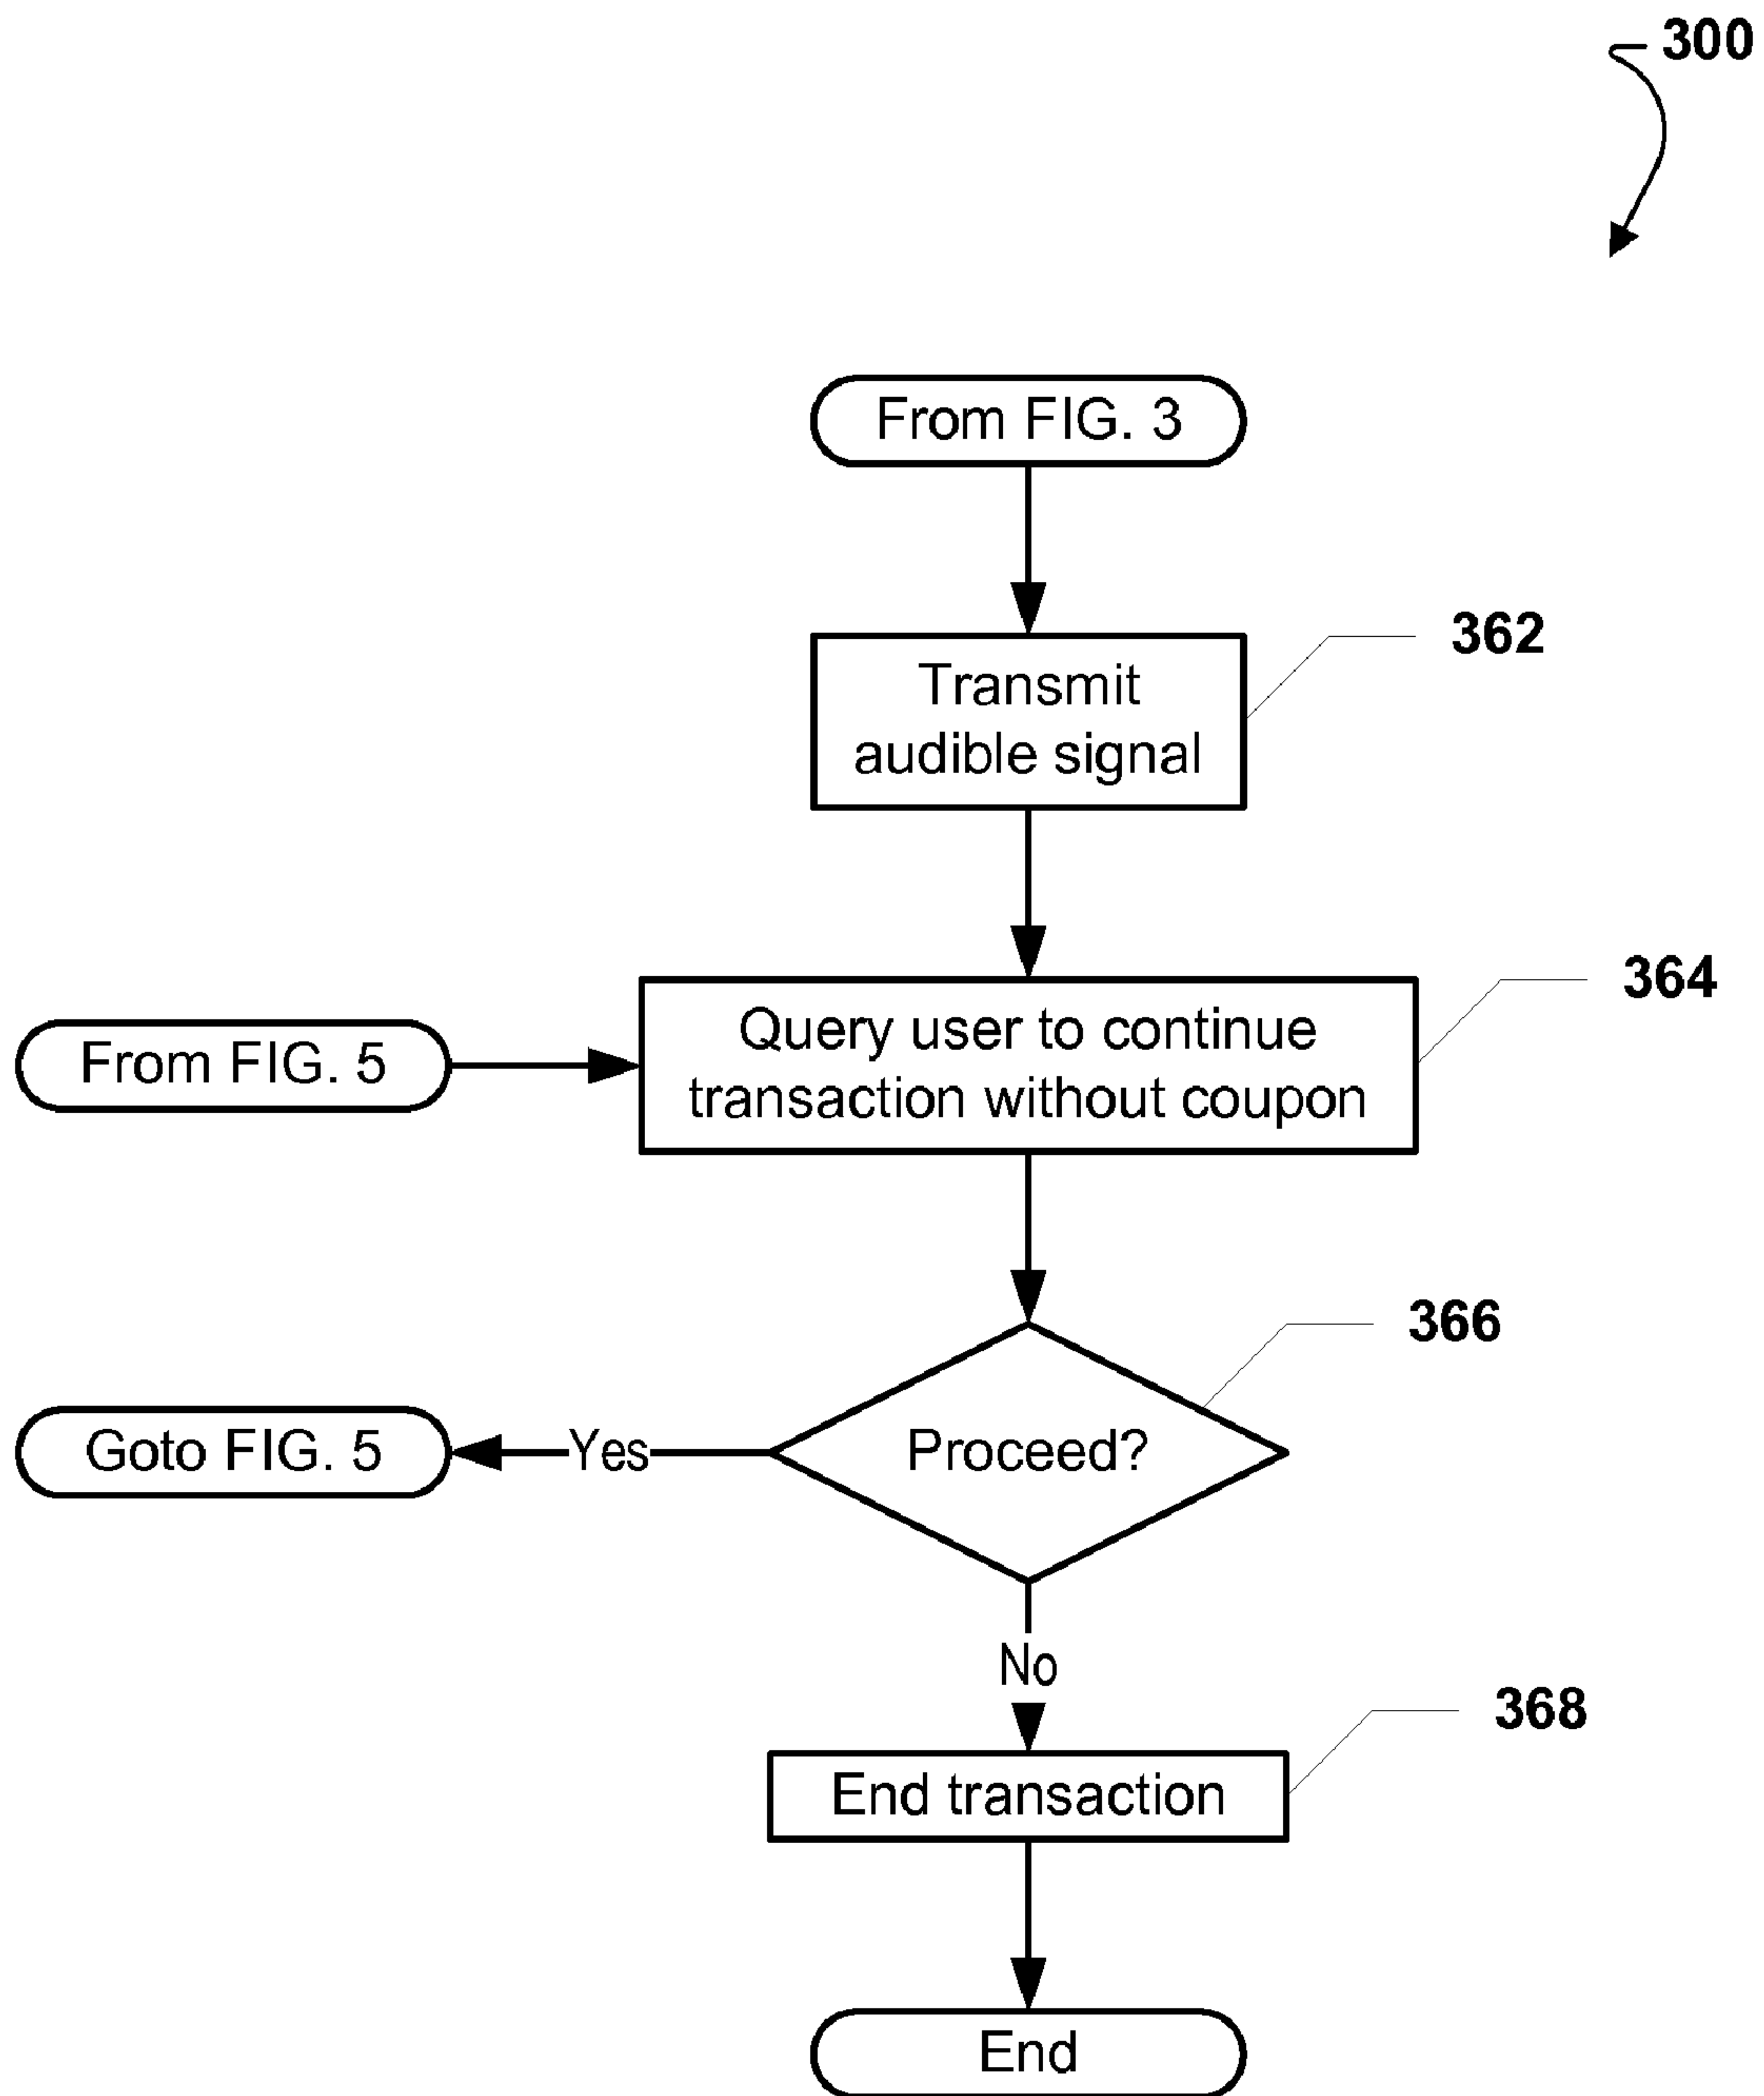 300
From FIG. 3
362
Transmit
audible signal
364
Query user to continue
transaction without coupon
From FIG. 5
366
Proceed?
Yes
Goto FIG. 5
No
368
End transaction
End